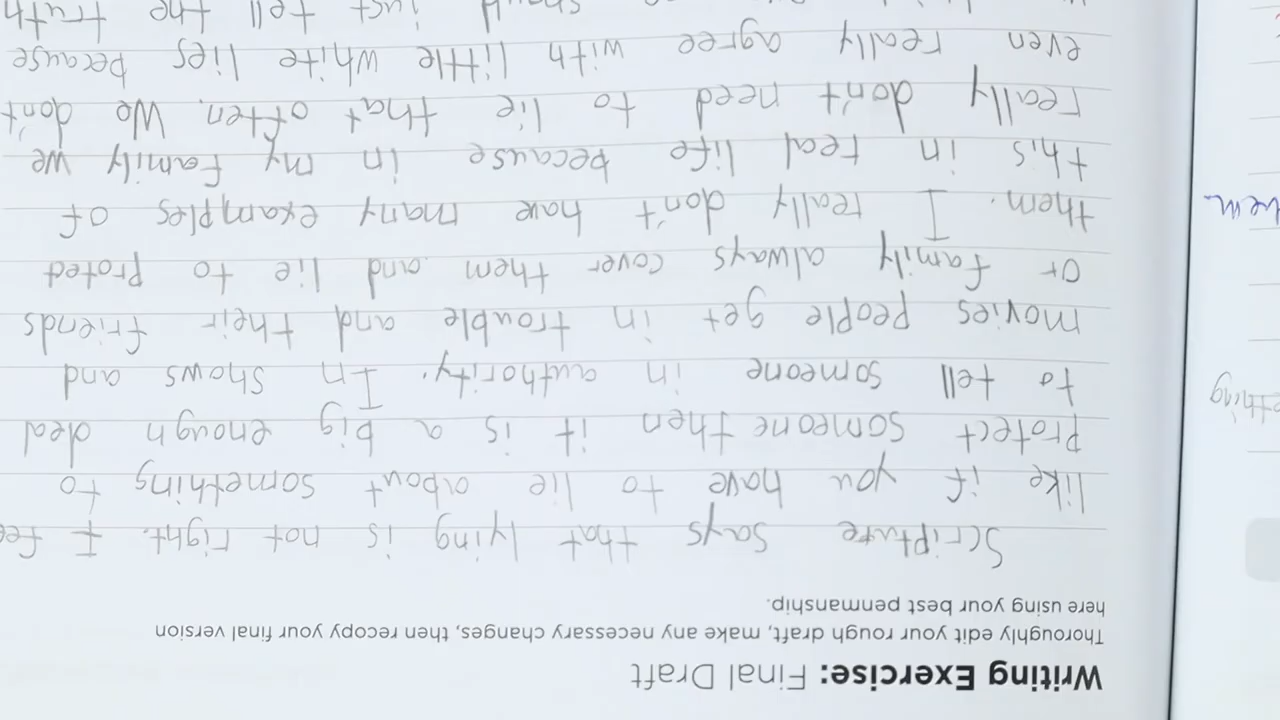 Writing Exercise: Final Draft
Thoroughly edit your rough draft, make any necessary changes, then recopy your final version
here using your best penmanship.
Scripture says that lying is not right. I fee
like if you have to lie about something to
protect someone then it is a big enough deal
to tell someone in authority. In shows and
movies people get in trouble and their friends
or family always cover them and lie to proted
them. I really don't have many examples of
this in real life because in my family we
really don't need to lie that often. We don't
even really agree with little white lies because
should just tell the truth